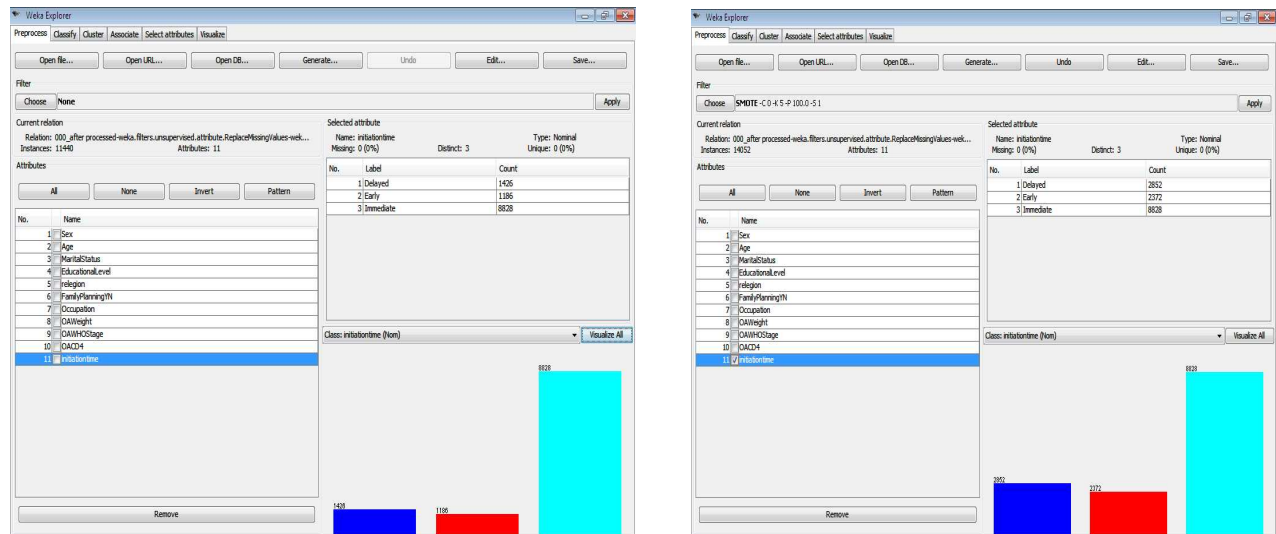 Weka Explorer
Preprocess Classify Cluster Associate Select attributes Visualize
Open file... Open URL... Open DB... Generate... Undo Edit... Save...
Filter
Choose None Apply
Current relation
Relation: 000_after processed-weka.filters.unsupervised.attribute.ReplaceMissingValues-wek...
Instances: 11440 Attributes: 11
Selected attribute
Name: initiationtime Type: Nominal
Missing: 0 (0%) Distinct: 3 Unique: 0 (0%)
Attributes
All None Invert Pattern
No. Name
1 Sex
2 Age
3 MaritalStatus
4 EducationalLevel
5 relegion
6 FamilyPlanningYN
7 Occupation
8 OAWeight
9 OAWHOStage
10 OACD4
11 initiationtime
Remove
No. Label Count
1 Delayed 1426
2 Early 1186
3 Immediate 8828
Class: initiationtime (Nom) Visualize All
8828
1426
1186
Weka Explorer
Preprocess Classify Cluster Associate Select attributes Visualize
Open file... Open URL... Open DB... Generate... Undo Edit... Save...
Filter
Choose SMOTE -C 0 -K 5 -P 100.0 -S 1 Apply
Current relation
Relation: 000_after processed-weka.filters.unsupervised.attribute.ReplaceMissingValues-wek...
Instances: 14052 Attributes: 11
Selected attribute
Name: initiationtime Type: Nominal
Missing: 0 (0%) Distinct: 3 Unique: 0 (0%)
Attributes
All None Invert Pattern
No. Name
1 Sex
2 Age
3 MaritalStatus
4 EducationalLevel
5 relegion
6 FamilyPlanningYN
7 Occupation
8 OAWeight
9 OAWHOStage
10 OACD4
11 initiationtime
Remove
No. Label Count
1 Delayed 2852
2 Early 2372
3 Immediate 8828
Class: initiationtime (Nom) Visualize All
8828
2852
2372